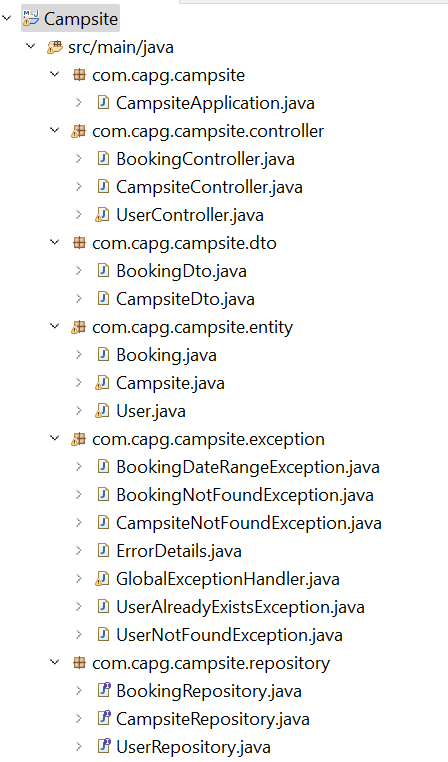 Campsite
src/main/java
com.capg.campsite
CampsiteApplication.java
com.capg.campsite.controller
BookingController.java
CampsiteController.java
UserController.java
com.capg.campsite.dto
BookingDto.java
CampsiteDto.java
com.capg.campsite.entity
Booking.java
Campsite.java
User.java
com.capg.campsite.exception
BookingDateRangeException.java
BookingNotFoundException.java
CampsiteNotFoundException.java
ErrorDetails.java
GlobalExceptionHandler.java
UserAlreadyExistsException.java
UserNotFoundException.java
com.capg.campsite.repository
BookingRepository.java
CampsiteRepository.java
UserRepository.java